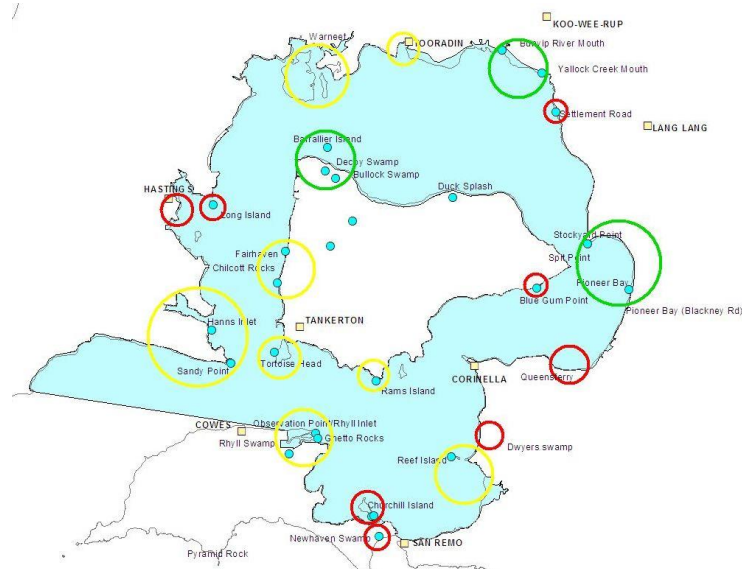 KOO-WEE-RUP
Warneet
TOORADIN
Bunyip River Mouth
Yallock Creek Mouth
Settlement Road
LANG LANG
Barrallier Island
Decoy Swamp
Bullock Swamp
HASTINGS
Duck Splash
Long Island
Stockyard Point
Fairhaven
Spit Point
Chilcott Rocks
Pioneer Bay
Blue Gum Point
Pioneer Bay (Blackney Rd)
Hanns Inlet
TANKERTON
Tortoise Head
Sandy Point
CORINELLA
Queensferry
Rams Island
Observation Point/Rhyll Inlet
COWES
Ghetto Rocks
Rhyll Swamp
Dwyers swamp
Reef Island
Churchill Island
Newhaven Swamp
SAN REMO
Pyramid Rock